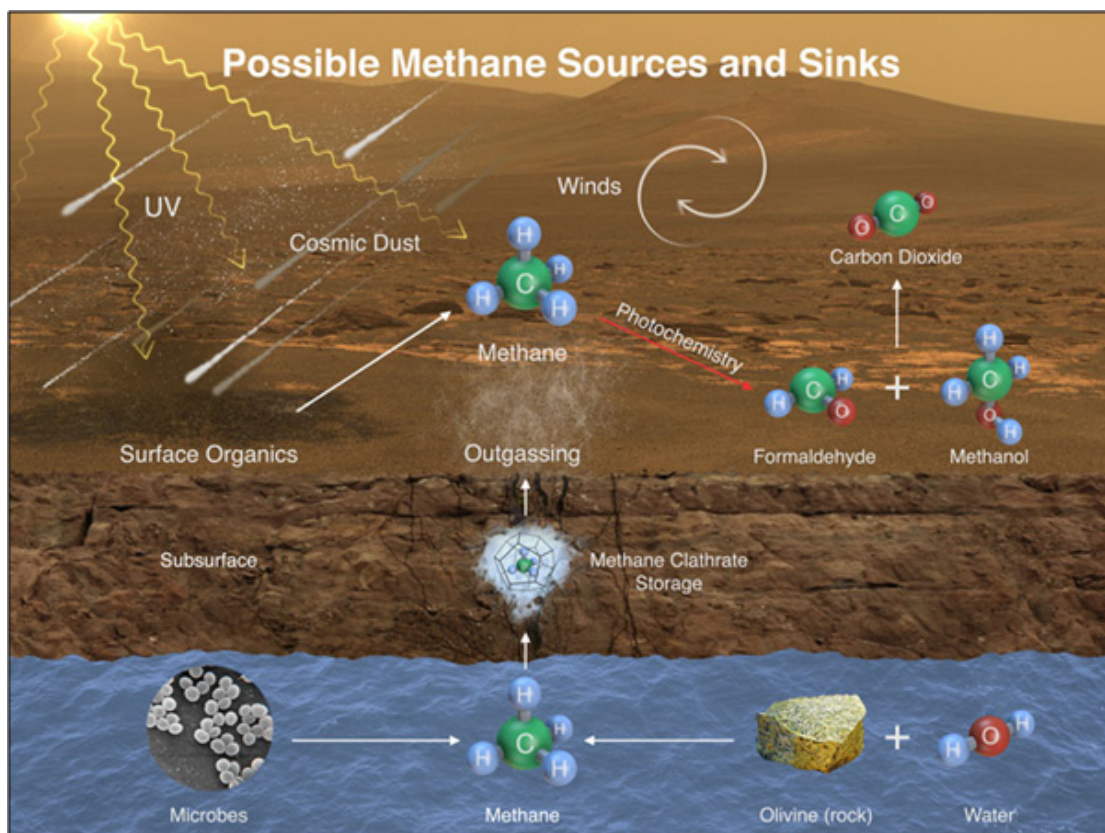 Possible Methane Sources and Sinks
UV
Cosmic Dust
Winds
O
C
O
Carbon Dioxide
H
H
C
H
H
Methane
Photochemistry
H
C
H
O
Formaldehyde
+
H
H
C
H
O
H
Methanol
Surface Organics
Outgassing
Subsurface
Methane Clathrate
Storage
Microbes
H
C
H
H
H
Methane
Olivine (rock)
+
H
O
H
Water